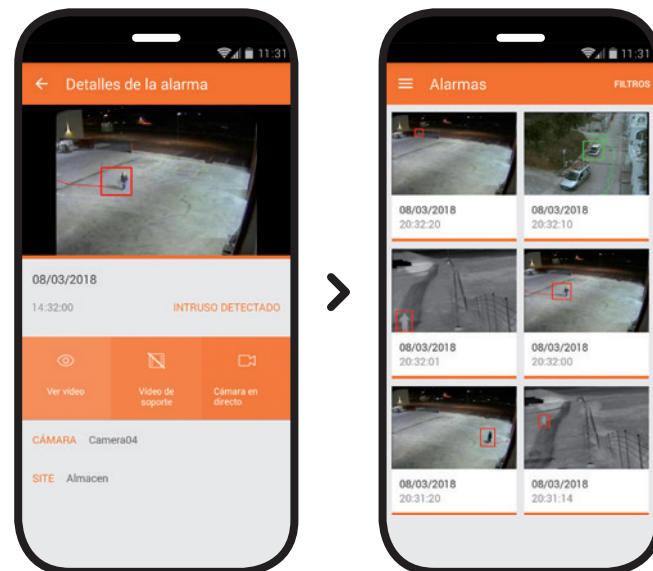 11:31
Detalles de la alarma
08/03/2018
14:32:00 INTRUSO DETECTADO
Ver vídeo
Vídeo de
soporte
Cámara en
directo
CÁMARA Camera04
SITE Almacen
11:31
Alarmas FILTROS
08/03/2018 08/03/2018
20:32:20 20:32:10
08/03/2018 08/03/2018
20:32:01 20:32:00
08/03/2018 08/03/2018
20:31:20 20:31:14